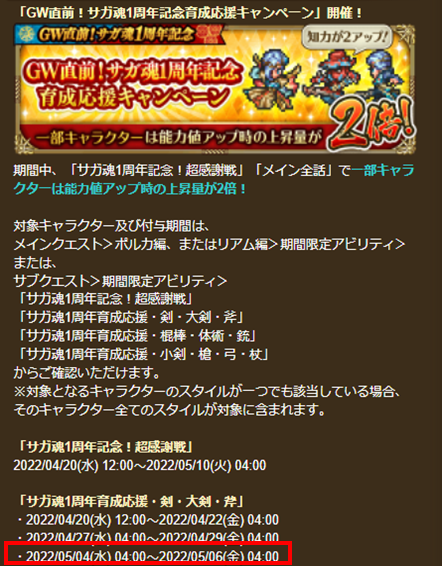 「GW直前！サガ魂1周年記念育成応援キャンペーン」開催！
GW直前！サガ魂1周年記念
知力が2アップ！
GW直前！サガ魂1周年記念
育成応援キャンペーン
一部キャラクターは能力値アップ時の上昇量が
2倍！
期間中、「サガ魂1周年記念！超感謝戦」「メイン全話」で一部キャラ
クターは能力値アップ時の上昇量が2倍！
対象キャラクター及び付与期間は、
メインクエスト＞ポルカ編、またはリアム編＞期間限定アビリティ＞
または、
サブクエスト＞期間限定アビリティ＞
「サガ魂1周年記念！超感謝戦」
「サガ魂1周年育成応援・剣・大剣・斧」
「サガ魂1周年育成応援・棍棒・体術・銃」
「サガ魂1周年育成応援・小剣・槍・弓・杖」
からご確認いただけます。
※対象となるキャラクターのスタイルが一つでも該当している場合、
そのキャラクター全てのスタイルが対象に含まれます。
「サガ魂1周年記念！超感謝戦」
2022/04/20(水) 12:00～2022/05/10(火) 04:00
「サガ魂1周年育成応援・剣・大剣・斧」
・2022/04/20(水) 12:00～2022/04/22(金) 04:00
・2022/04/27(水) 04:00～2022/04/29(金) 04:00
・2022/05/04(水) 04:00～2022/05/06(金) 04:00